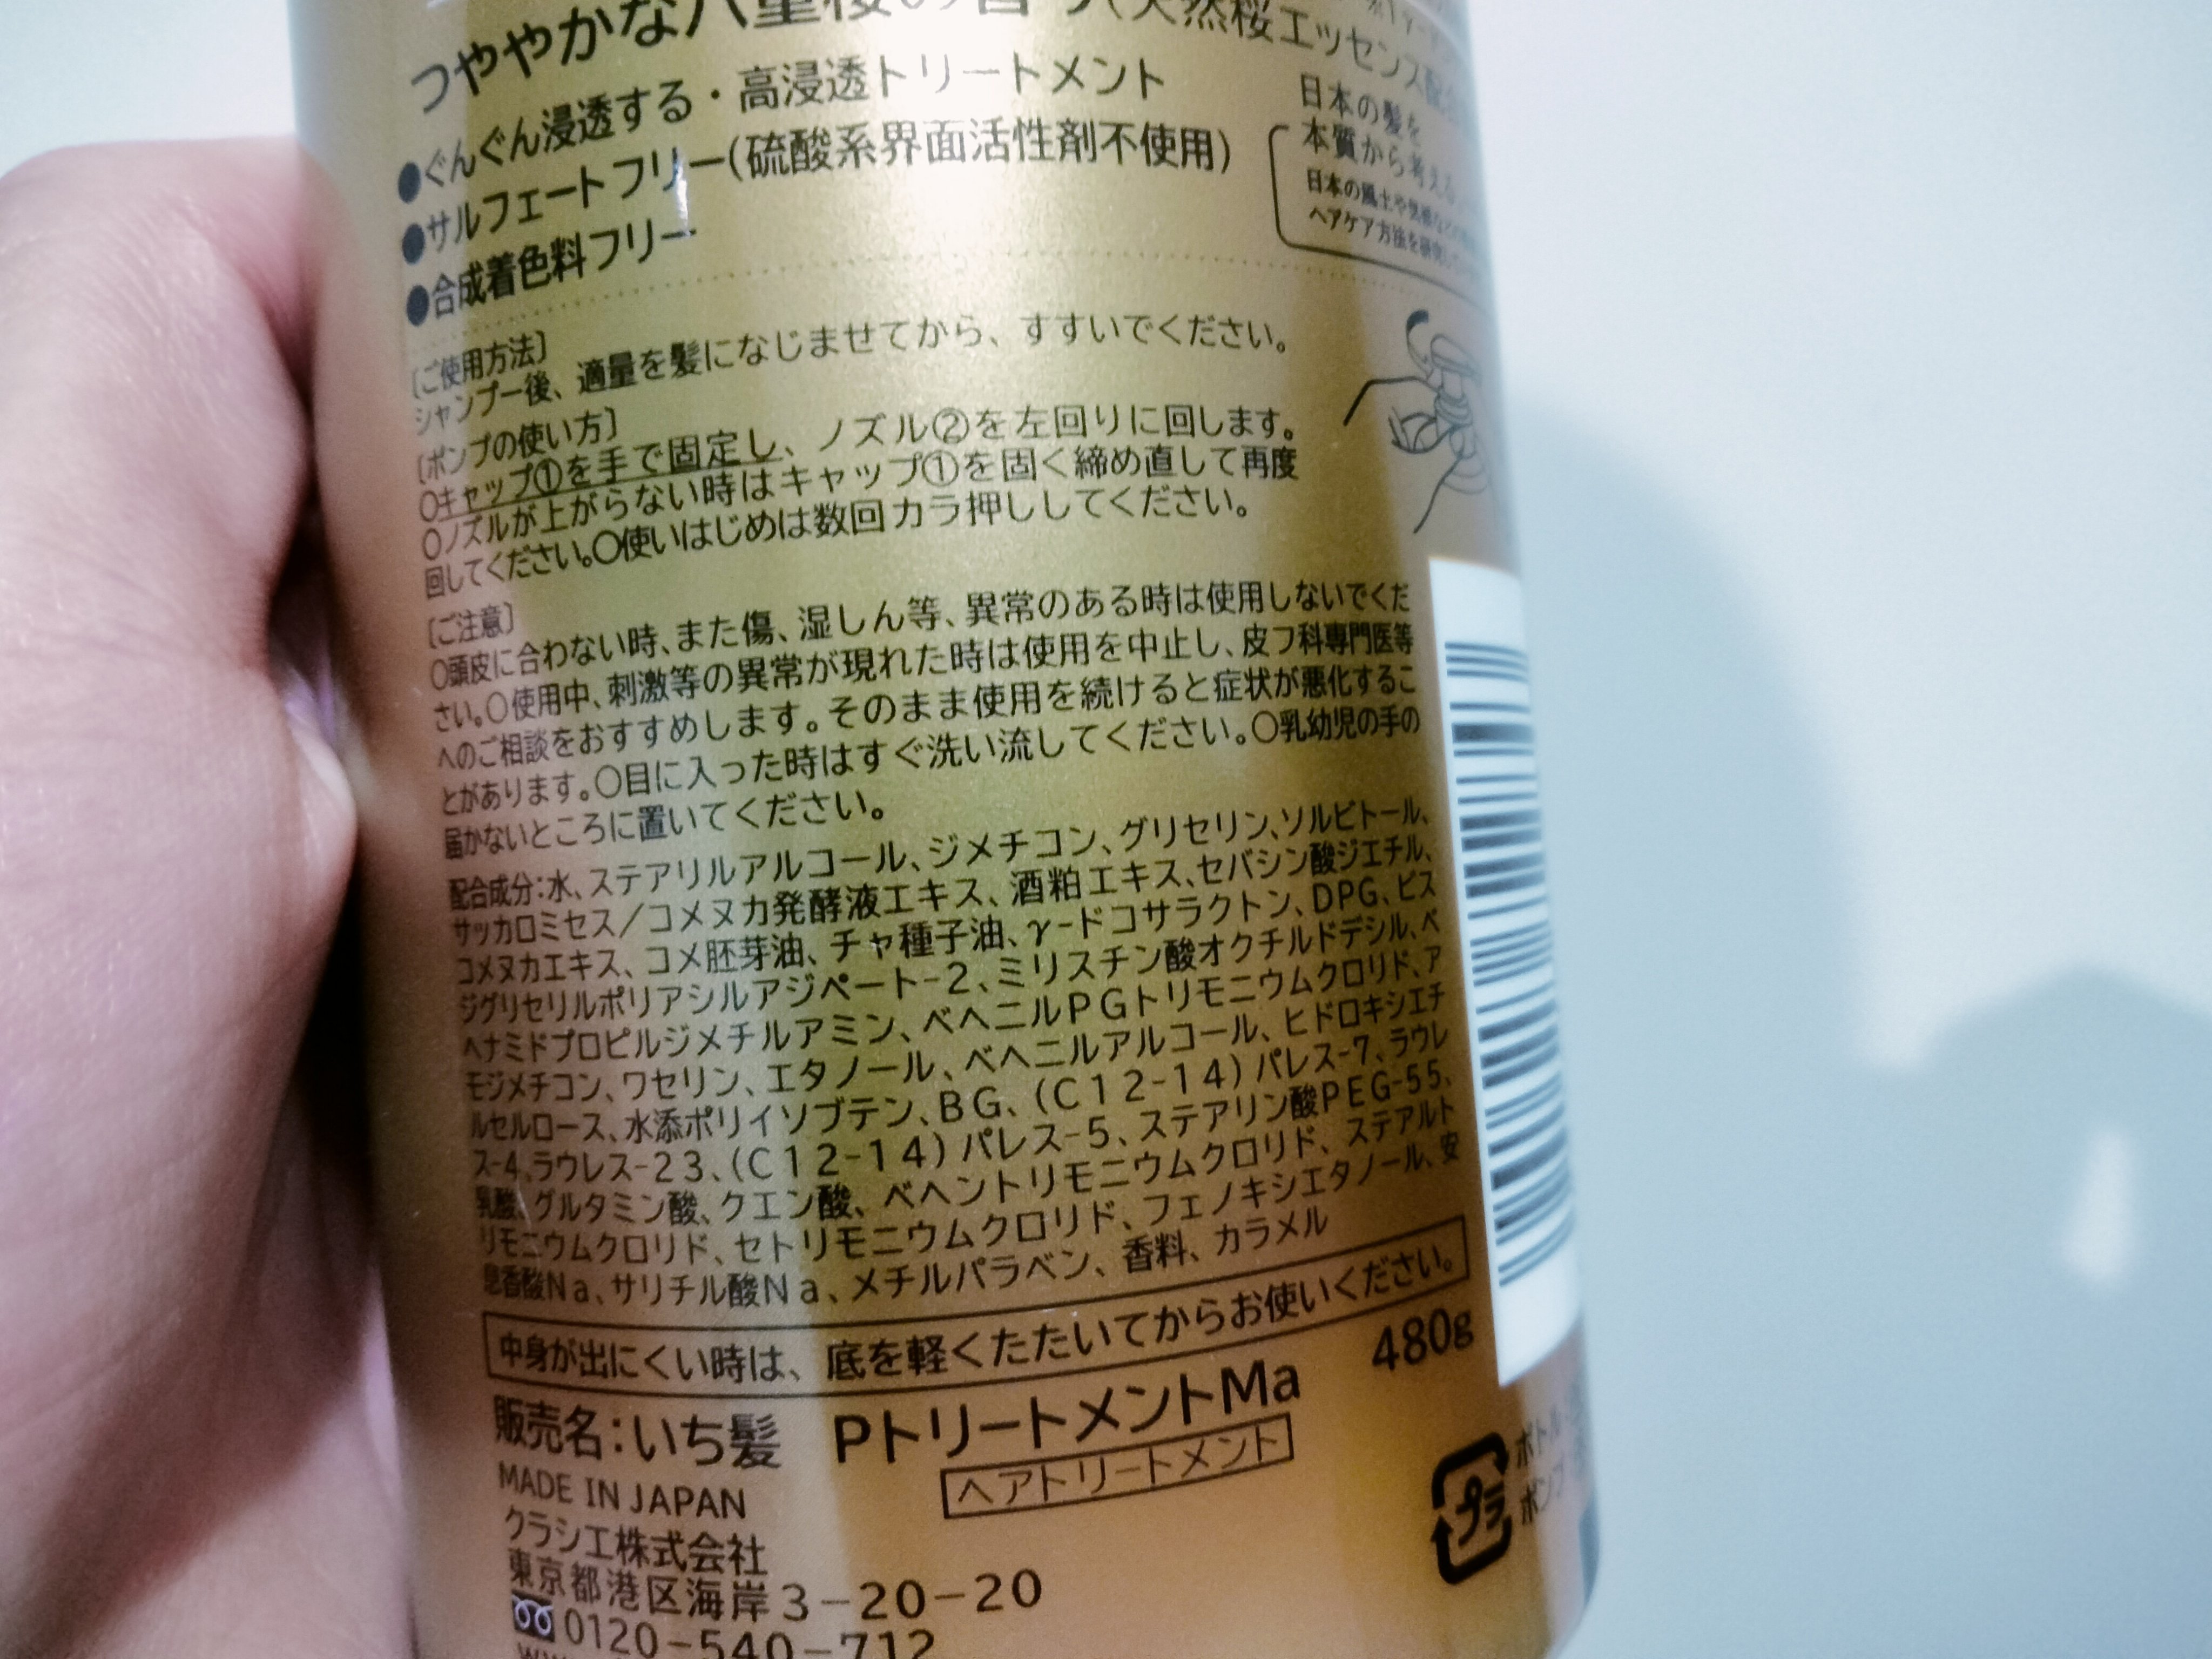 つややかな八重桜の香り(天然桜エッセンス配合
●ぐんぐん浸透する・高浸透トリートメント
●サルフェートフリー(硫酸系界面活性剤不使用)
●合成着色料フリー
日本の髪を
本質から考える
日本の風土や
ヘアケア方法を研究
[ご使用方法]
シャンプー後、適量を髪になじませてから、すすいでください。
[ポンプの使い方]
○キャップ①を手で固定し、ノズル②を左回りに回します。
○ノズルが上がらない時はキャップ①を固く締め直して再度
回してください。○使いはじめは数回カラ押ししてください。
[ご注意]
○頭皮に合わない時、また傷、湿しん等、異常のある時は使用しないでくだ
さい。○使用中、刺激等の異常が現れた時は使用を中止し、皮フ科専門医等
へのご相談をおすすめします。そのまま使用を続けると症状が悪化するこ
とがあります。○目に入った時はすぐ洗い流してください。○乳幼児の手の
届かないところに置いてください。
配合成分:水、ステアリルアルコール、ジメチコン、グリセリン、ソルビトール、
サッカロミセス/コメヌカ発酵液エキス、酒粕エキス、セバシン酸ジエチル、
コメヌカエキス、コメ胚芽油、チャ種子油、γ-ドコサラクトン、DPG、ビス
ジグリセリルポリアシルアジペート-2、ミリスチン酸オクチルドデシル、ベ
ヘナミドプロピルジメチルアミン、ベヘニルPGトリモニウムクロリド、ア
モジメチコン、ワセリン、エタノール、ベヘニルアルコール、ヒドロキシエチ
ルセルロース、水添ポリイソブテン、BG、(C12-14)パレス-7、ラウレ
ス-4、ラウレス-23、(C12-14)パレス-5、ステアリン酸PEG-55、
乳酸、グルタミン酸、クエン酸、ベヘントリモニウムクロリド、ステアルト
リモニウムクロリド、セトリモニウムクロリド、フェノキシエタノール、安
息香酸Na、サリチル酸Na、メチルパラベン、香料、カラメル
中身が出にくい時は、底を軽くたたいてからお使いください。
480g
販売名:いち髪 PトリートメントMa
ヘアトリートメント
MADE IN JAPAN
クラシエ株式会社
東京都港区海岸3-20-20
0120-540-712
プラ
ボトル
ポンプ